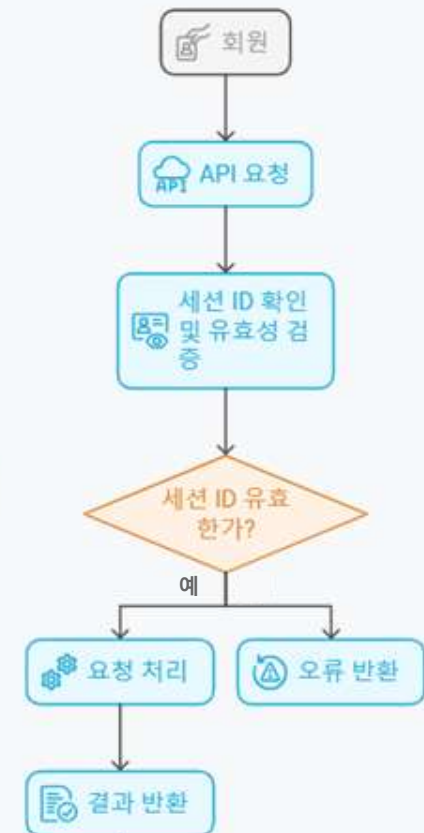 회원
API
API 요청
세션 ID 확인
및 유효성 검
증
세션 ID 유효
한가?
예
요청 처리
오류 반환
결과 반환